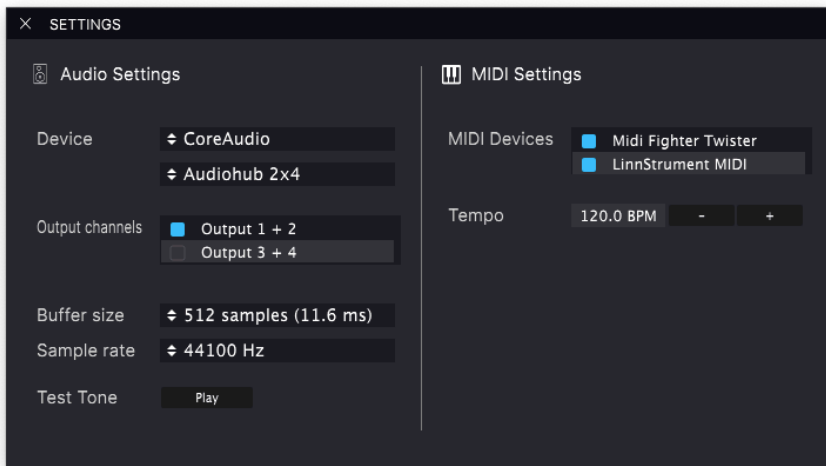 SETTINGS
Audio Settings
Device
CoreAudio
Audiohub 2x4
Output channels
Output 1 + 2
Output 3 + 4
Buffer size
512 samples (11.6 ms)
Sample rate
44100 Hz
Test Tone
Play
MIDI Settings
MIDI Devices
Midi Fighter Twister
LinnStrument MIDI
Tempo
120.0 BPM
-
+